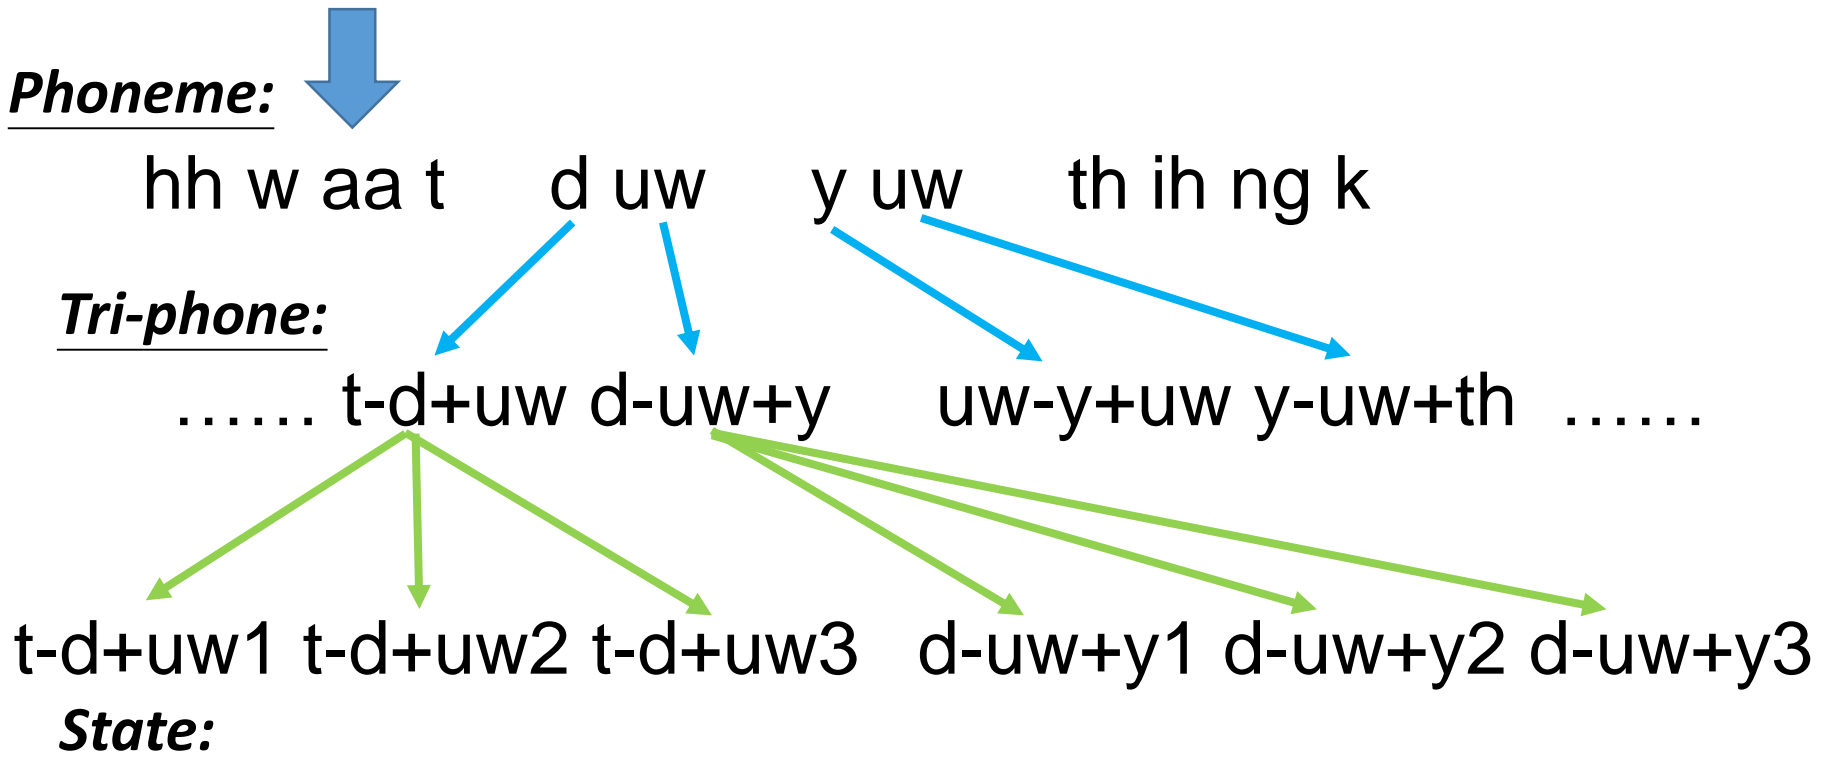 Phoneme:
hh w aa t d uw y uw th ih ng k
Tri-phone:
…… t-d+uw d-uw+y uw-y+uw y-uw+th ……
t-d+uw1 t-d+uw2 t-d+uw3 d-uw+y1 d-uw+y2 d-uw+y3
State: